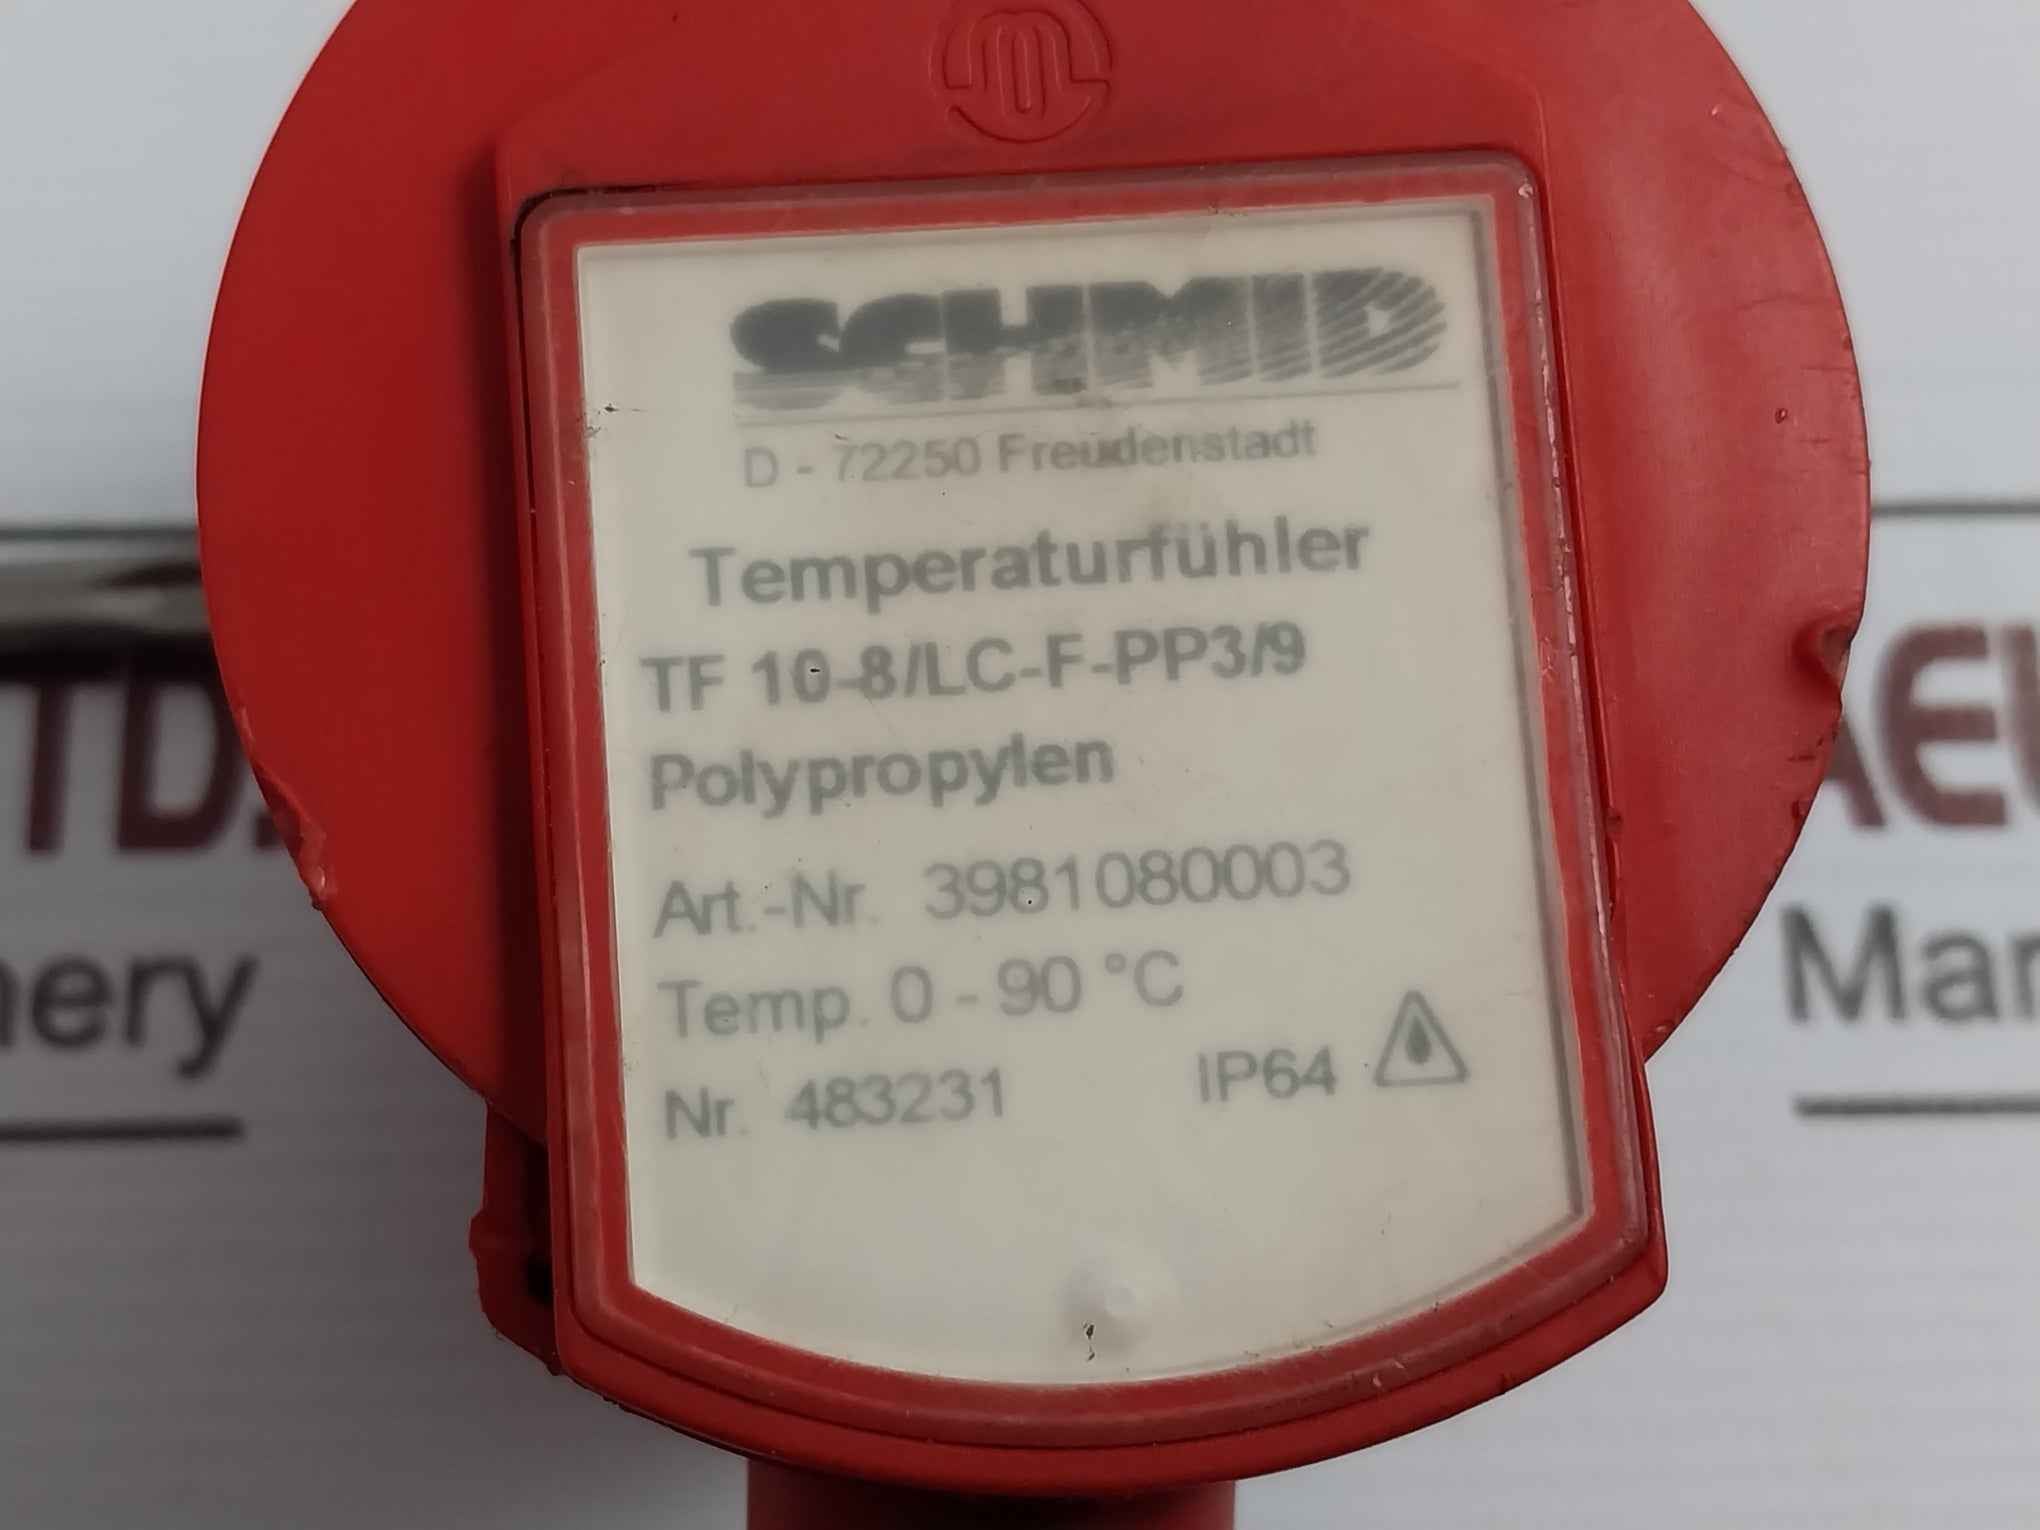 SCHMID
D - 72250 Freudenstadt
Temperaturfühler
TF 10-8/LC-F-PP3/9
Polypropylen
Art.-Nr. 3981080003
Temp. 0 - 90 °C
Nr. 483231 IP64